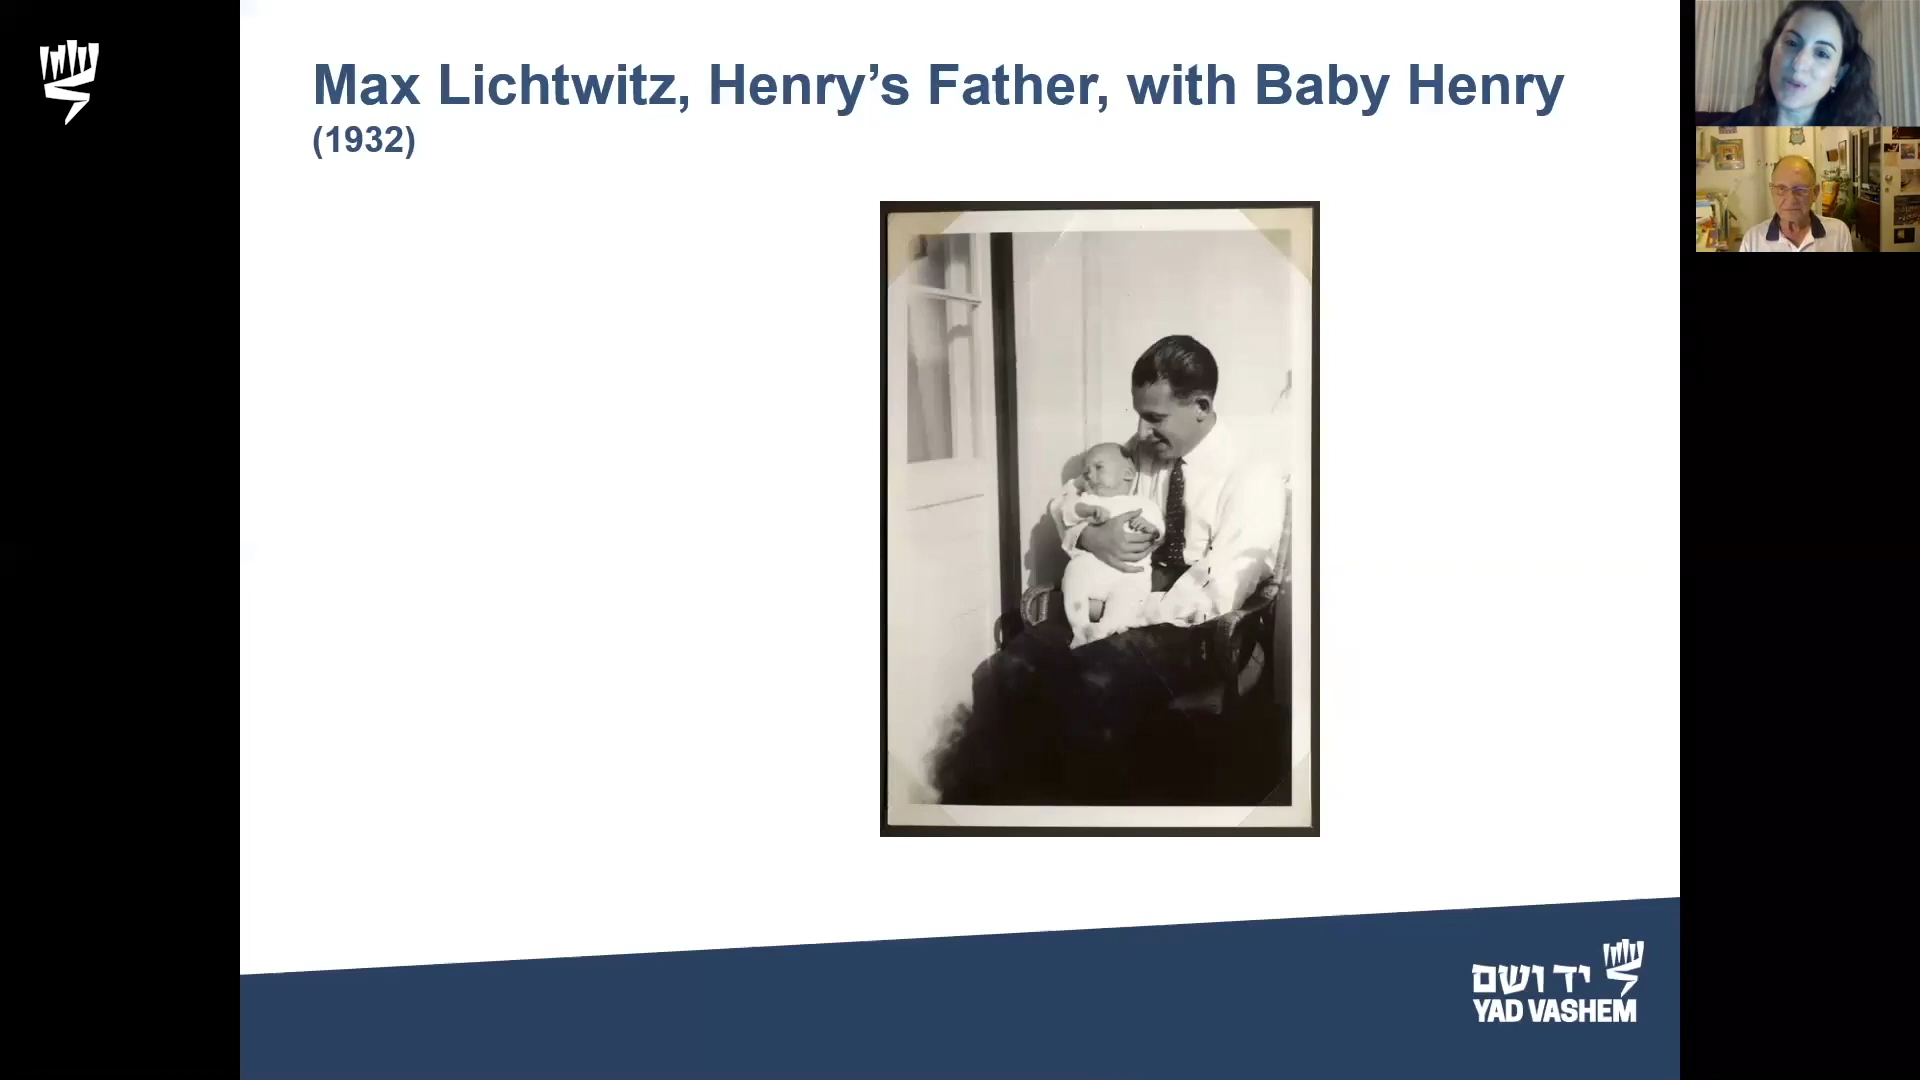 Max Lichtwitz, Henry’s Father, with Baby Henry
(1932)
יד ושם
YAD VASHEM